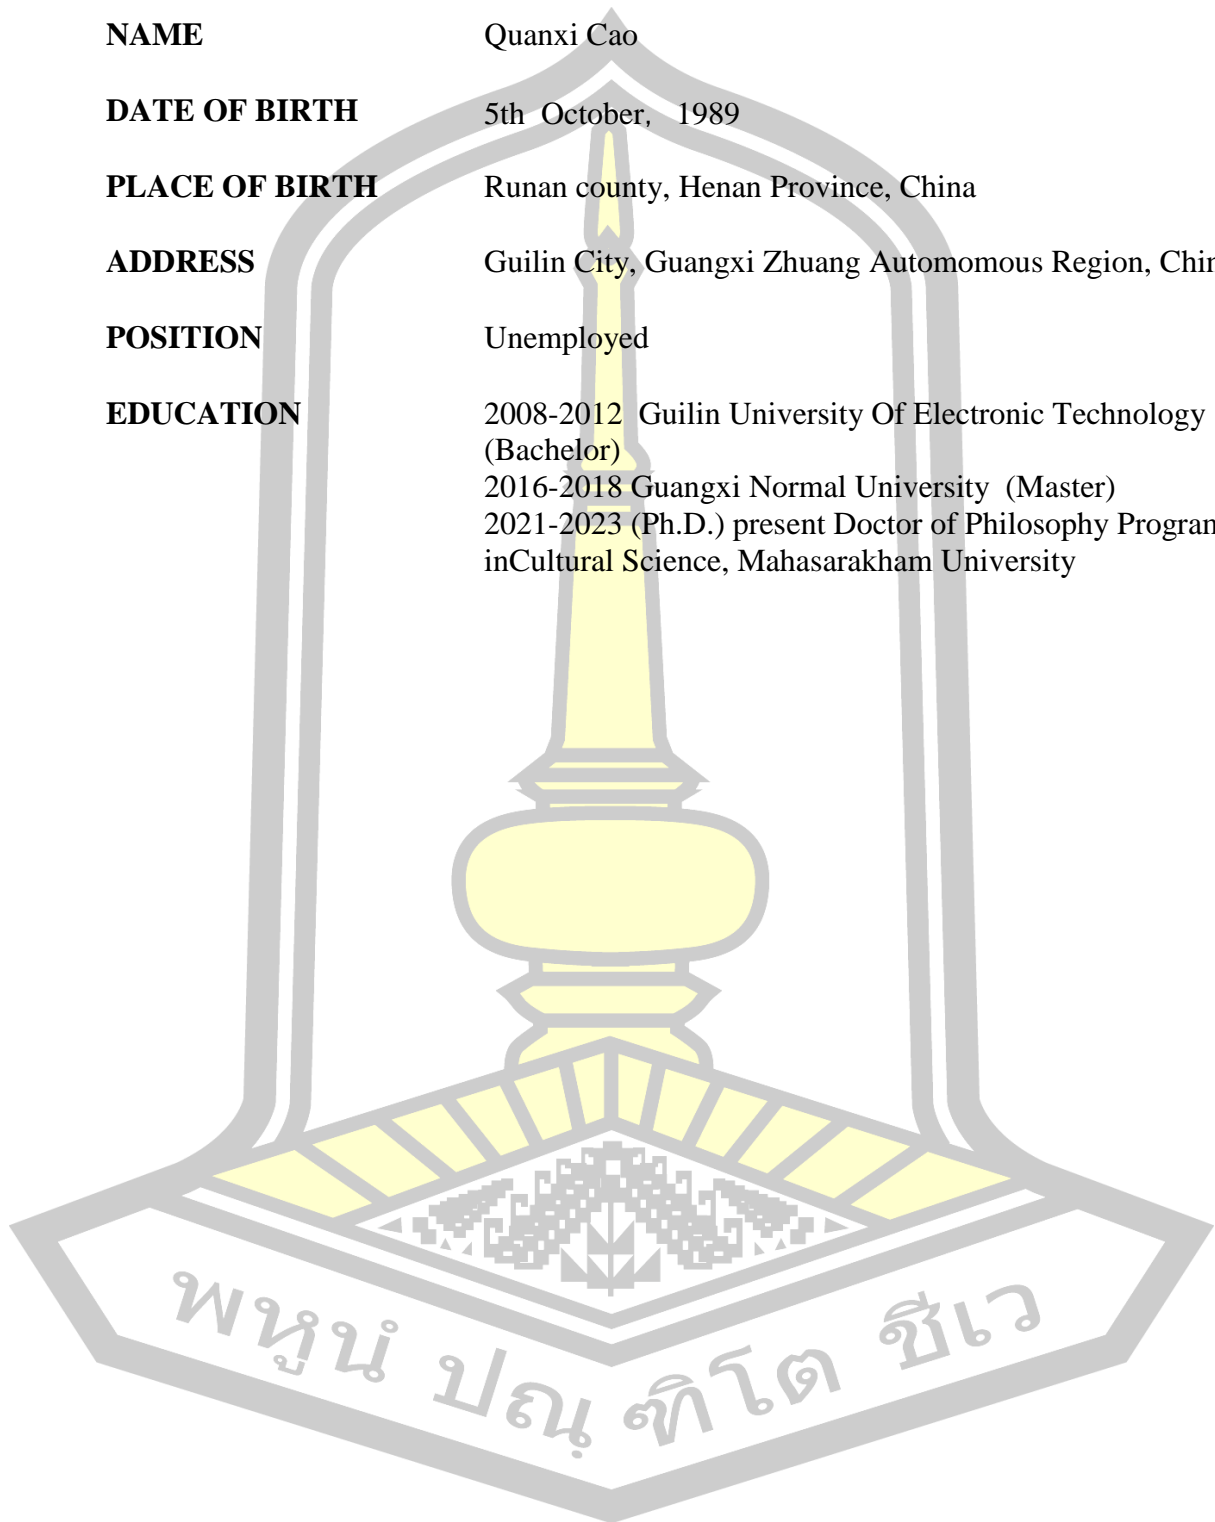 NAME Quanxi Cao
DATE OF BIRTH 5th October, 1989
PLACE OF BIRTH Runan county, Henan Province, China
ADDRESS Guilin City, Guangxi Zhuang Automomous Region,
POSITION Unemployed
EDUCATION 2008-2012 Guilin University Of Electronic Technology
(Bachelor)
2016-2018 Guangxi Normal University (Master)
2021-2023 (Ph.D.) present Doctor of Philosophy
inCultural Science, Mahasarakham University
พหูนํ ปณฺฑิโต ชีเว